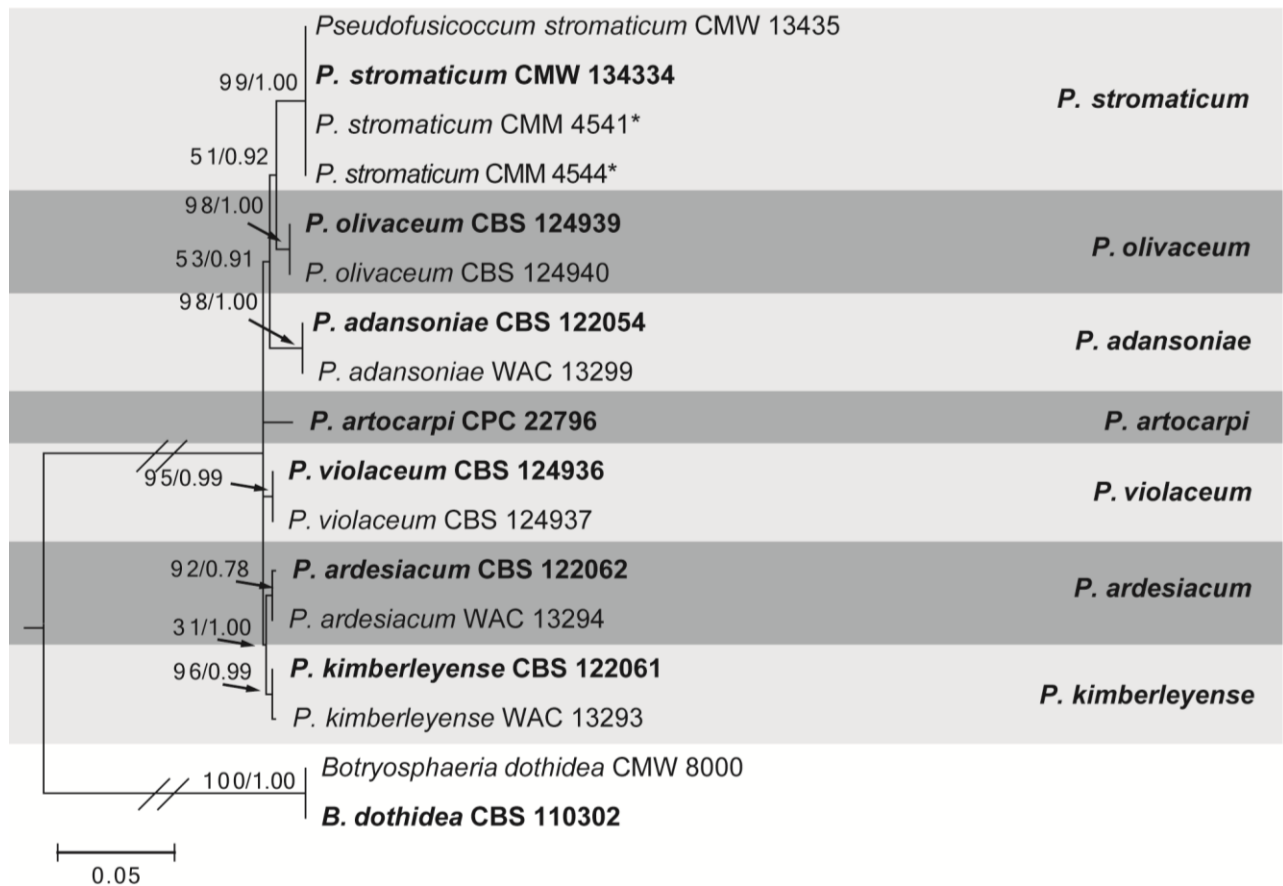 Pseudofusicoccum stromaticum CMW 13435
P. stromaticum CMW 134334
99/1.00
P. stromaticum
P. stromaticum CMM 4541*
51/0.92
P. stromaticum CMM 4544*
98/1.00
P. olivaceum CBS 124939
P. olivaceum
53/0.91
P. olivaceum CBS 124940
98/1.00
P. adansoniae CBS 122054
P. adansoniae
P. adansoniae WAC 13299
P. artocarpi CPC 22796
P. artocarpi
95/0.99
P. violaceum CBS 124936
P. violaceum
P. violaceum CBS 124937
92/0.78
P. ardesiacum CBS 122062
P. ardesiacum
P. ardesiacum WAC 13294
31/1.00
96/0.99
P. kimberleyense CBS 122061
P. kimberleyense
P. kimberleyense WAC 13293
Botryosphaeria dothidea CMW 8000
100/1.00
B. dothidea CBS 110302
0.05